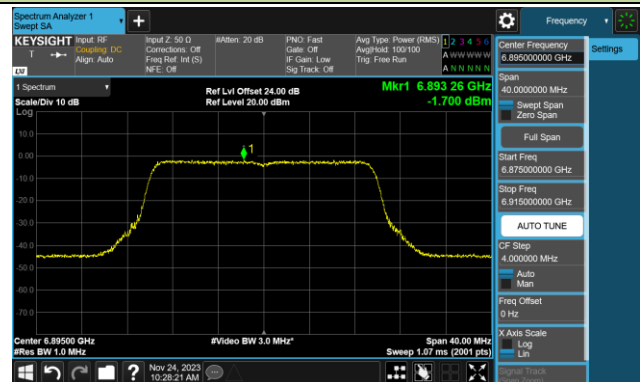 Spectrum Analyzer 1
Swept SA
Frequency
KEYSIGHT
Input: RF
Coupling: DC
Align: Auto
Input Z: 50 Ω
Corrections: Off
Freq Ref: Int (S)
NFE: Off
#Atten: 20 dB
PNO: Fast
Gate: Off
IF Gain: Low
Sig Track: Off
Avg Type: Power (RMS)
Avg|Hold: 100/100
Trig: Free Run
1 2 3 4 5 6
A W W W W W
A N N N N N
T
LXI
1 Spectrum
Scale/Div 10 dB
Log
Ref Lvl Offset 24.00 dB
Ref Level 20.00 dBm
Mkr1 6.893 26 GHz
-1.700 dBm
10.0
0.00
-10.0
-20.0
-30.0
-40.0
-50.0
-60.0
-70.0
1
Center 6.89500 GHz
#Res BW 1.0 MHz
#Video BW 3.0 MHz*
Span 40.00 MHz
Sweep 1.07 ms (2001 pts)
Nov 24, 2023
10:28:21 AM
?
Center Frequency
6.895000000 GHz
Settings
Span
40.0000000 MHz
Swept Span
Zero Span
Full Span
Start Freq
6.875000000 GHz
Stop Freq
6.915000000 GHz
AUTO TUNE
CF Step
4.000000 MHz
Auto
Man
Freq Offset
0 Hz
X Axis Scale
Log
Lin
Signal Track